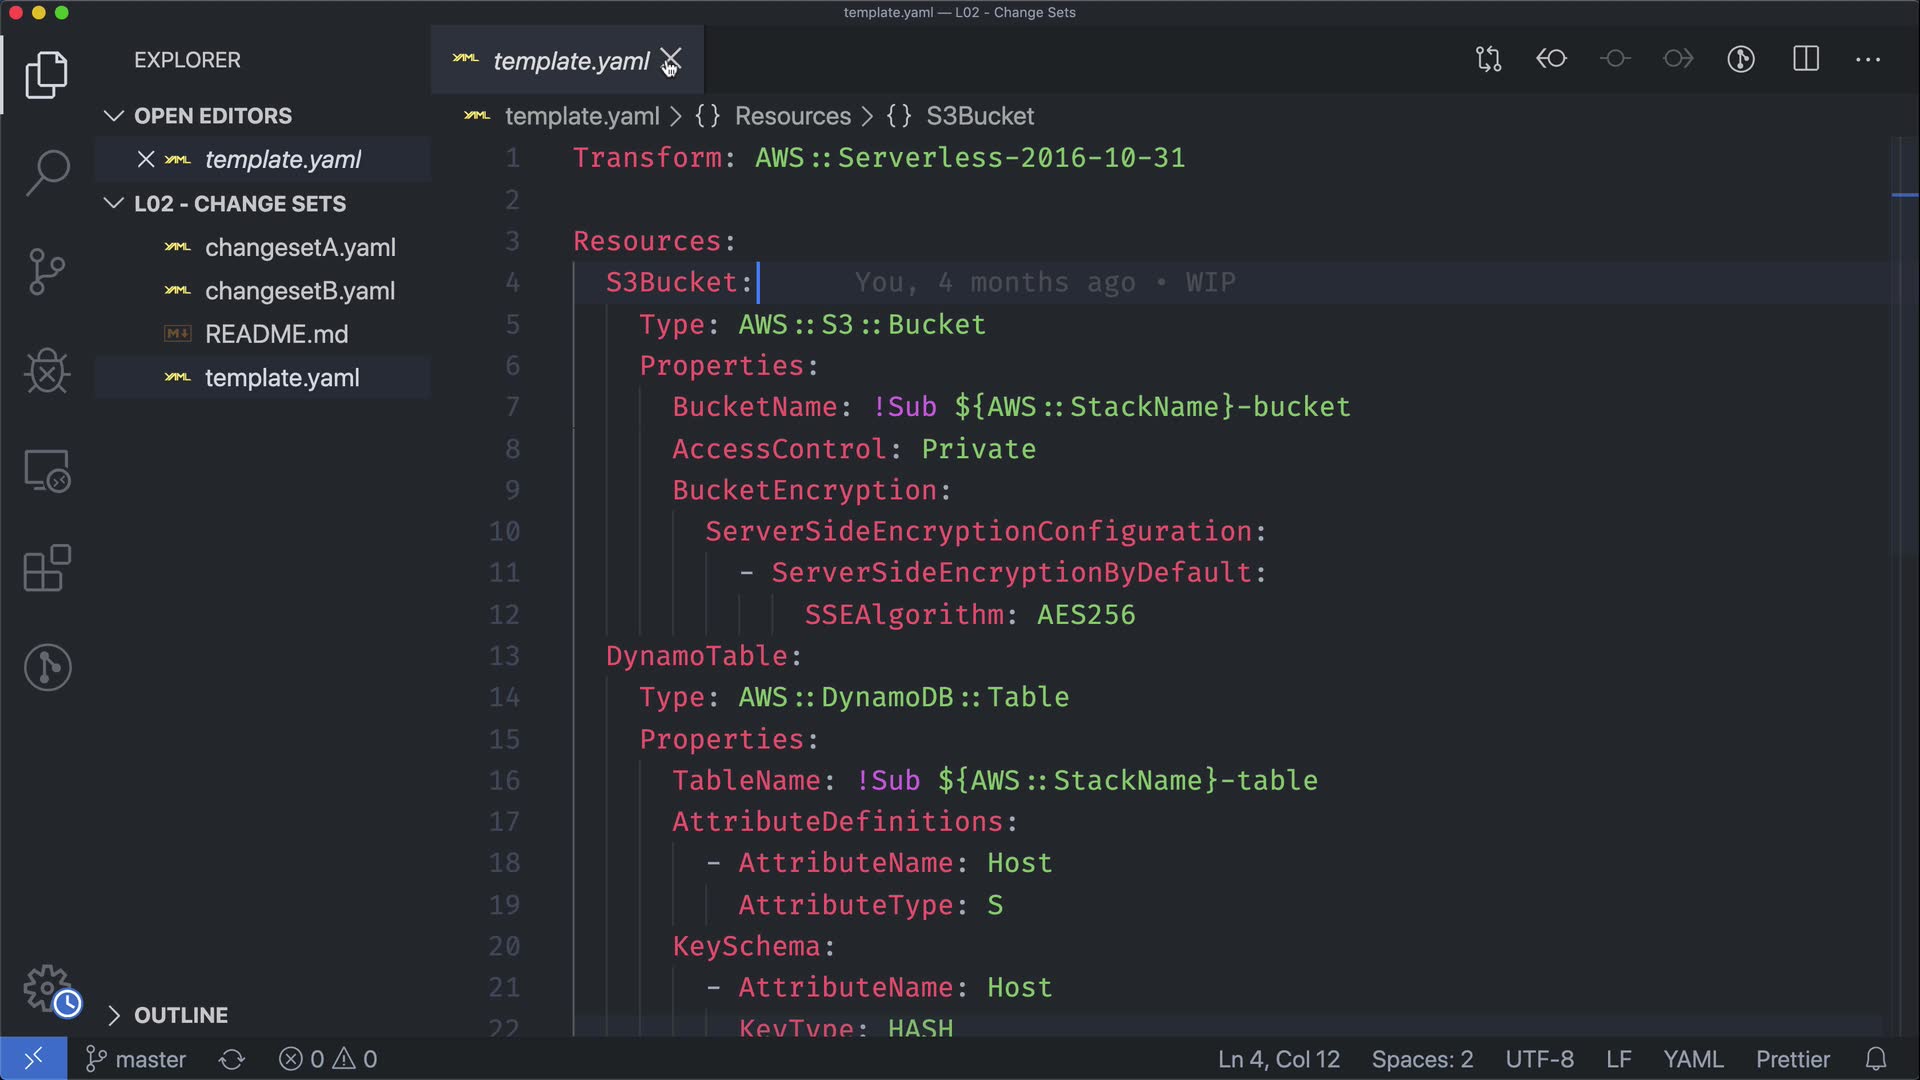 template.yaml — L02 - Change Sets
EXPLORER
OPEN EDITORS
YAML template.yaml
L02 - CHANGE SETS
YAML changesetA.yaml
YAML changesetB.yaml
M↓ README.md
YAML template.yaml
OUTLINE
YAML template.yaml
YAML template.yaml > {} Resources > {} S3Bucket
1 Transform: AWS::Serverless-2016-10-31
2
3 Resources:
4 S3Bucket: You, 4 months ago • WIP
5 Type: AWS::S3::Bucket
6 Properties:
7 BucketName: !Sub ${AWS::StackName}-bucket
8 AccessControl: Private
9 BucketEncryption:
10 ServerSideEncryptionConfiguration:
11 - ServerSideEncryptionByDefault:
12 SSEAlgorithm: AES256
13 DynamoTable:
14 Type: AWS::DynamoDB::Table
15 Properties:
16 TableName: !Sub ${AWS::StackName}-table
17 AttributeDefinitions:
18 - AttributeName: Host
19 AttributeType: S
20 KeySchema:
21 - AttributeName: Host
22 KeyType: HASH
master 0 0 Ln 4, Col 12 Spaces: 2 UTF-8 LF YAML Prettier